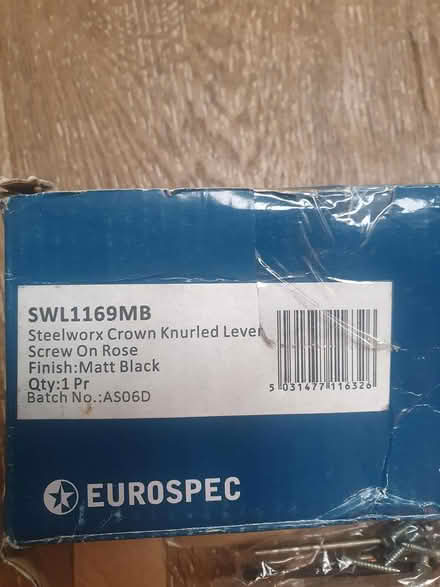 SWL1169MB
Steelworx Crown Knurled Lever
Screw On Rose
Finish:Matt Black
Qty:1 Pr
Batch No.:AS06D
5 031477 116326
EUROSPEC